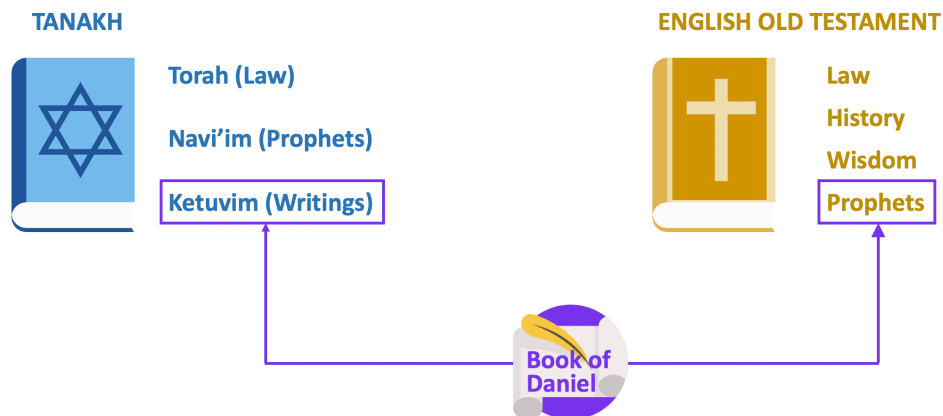 TANAKH
Torah (Law)
Navi’im (Prophets)
Ketuvim (Writings)
ENGLISH OLD TESTAMENT
Law
History
Wisdom
Prophets
Book of
Daniel